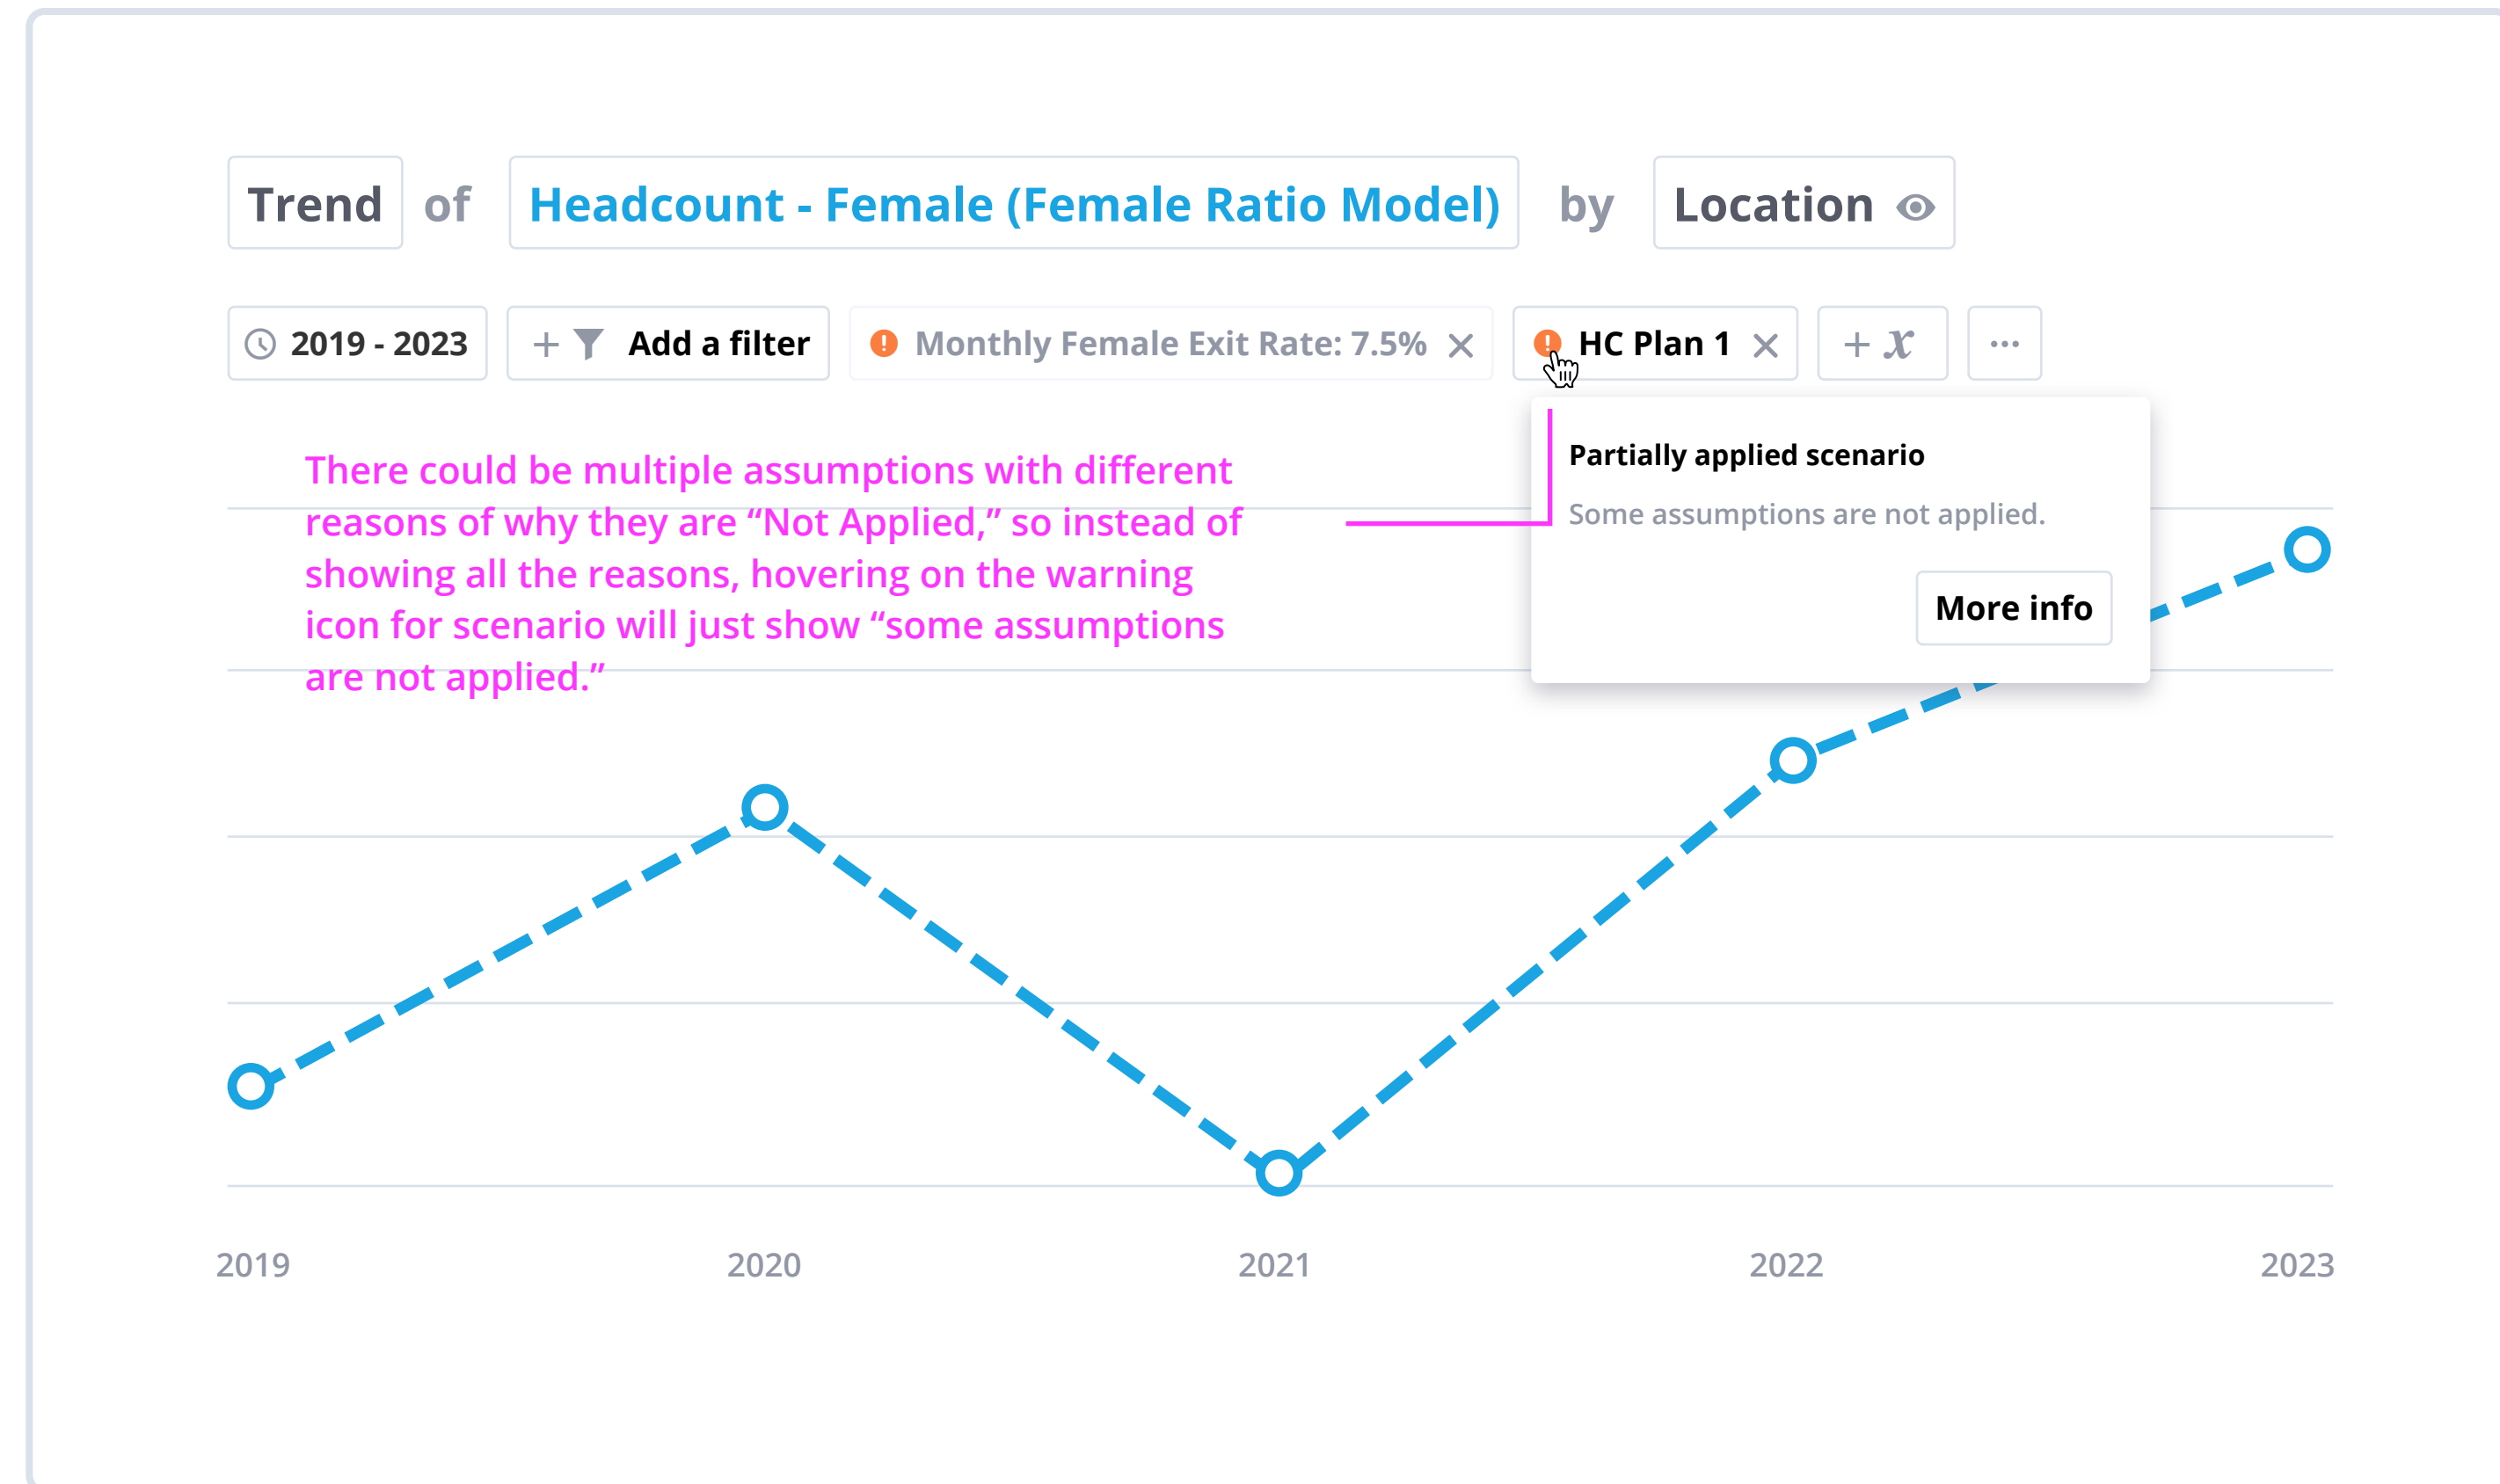 Trend of Headcount - Female (Female Ratio Model) by Location
2019 - 2023 + Add a filter Monthly Female Exit Rate: 7.5% HC Plan 1 + x ...
There could be multiple assumptions with different
reasons of why they are “Not Applied,” so instead of
showing all the reasons, hovering on the warning
icon for scenario will just show “some assumptions
are not applied.”
Partially applied scenario
Some assumptions are not applied.
More info
2019 2020 2021 2022 2023